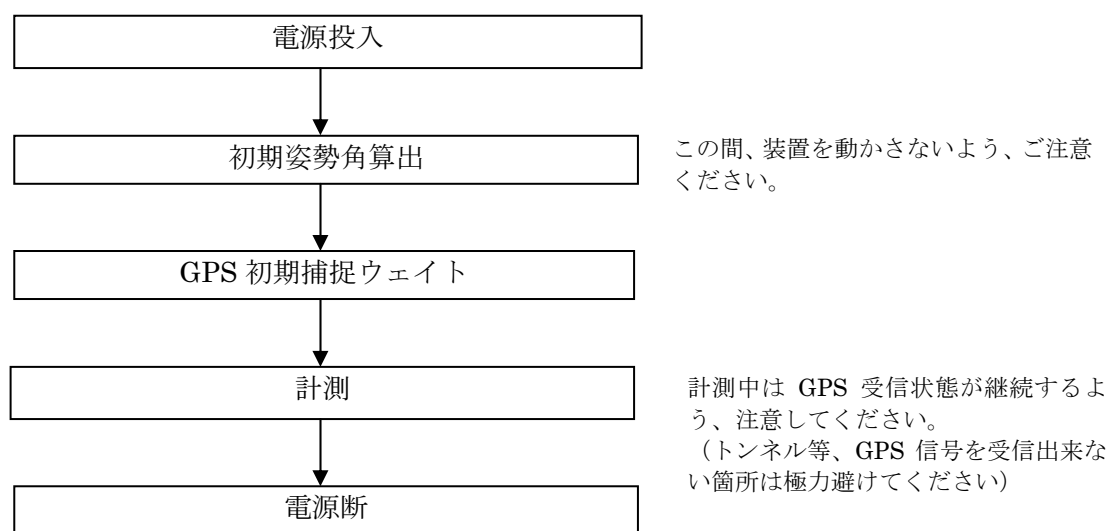 電源投入
初期姿勢角算出
この間、装置を動かさないよう、ご注意
ください。
GPS 初期捕捉ウェイト
計測
計測中は GPS 受信状態が継続するよ
う、注意してください。
（トンネル等、GPS 信号を受信出来な
い箇所は極力避けてください）
電源断